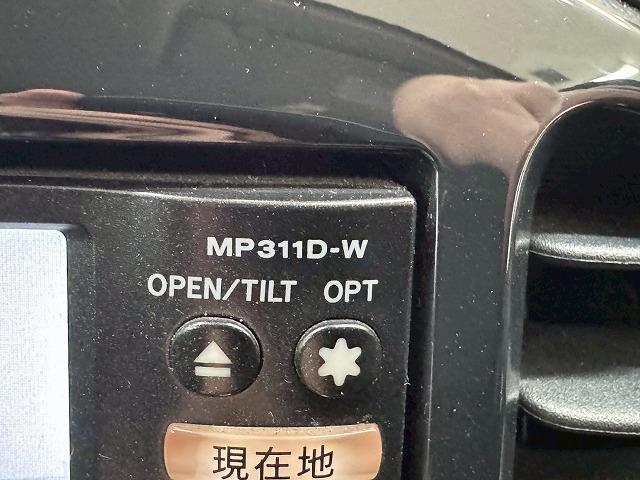 MP311D-W
OPEN/TILT OPT
現在地